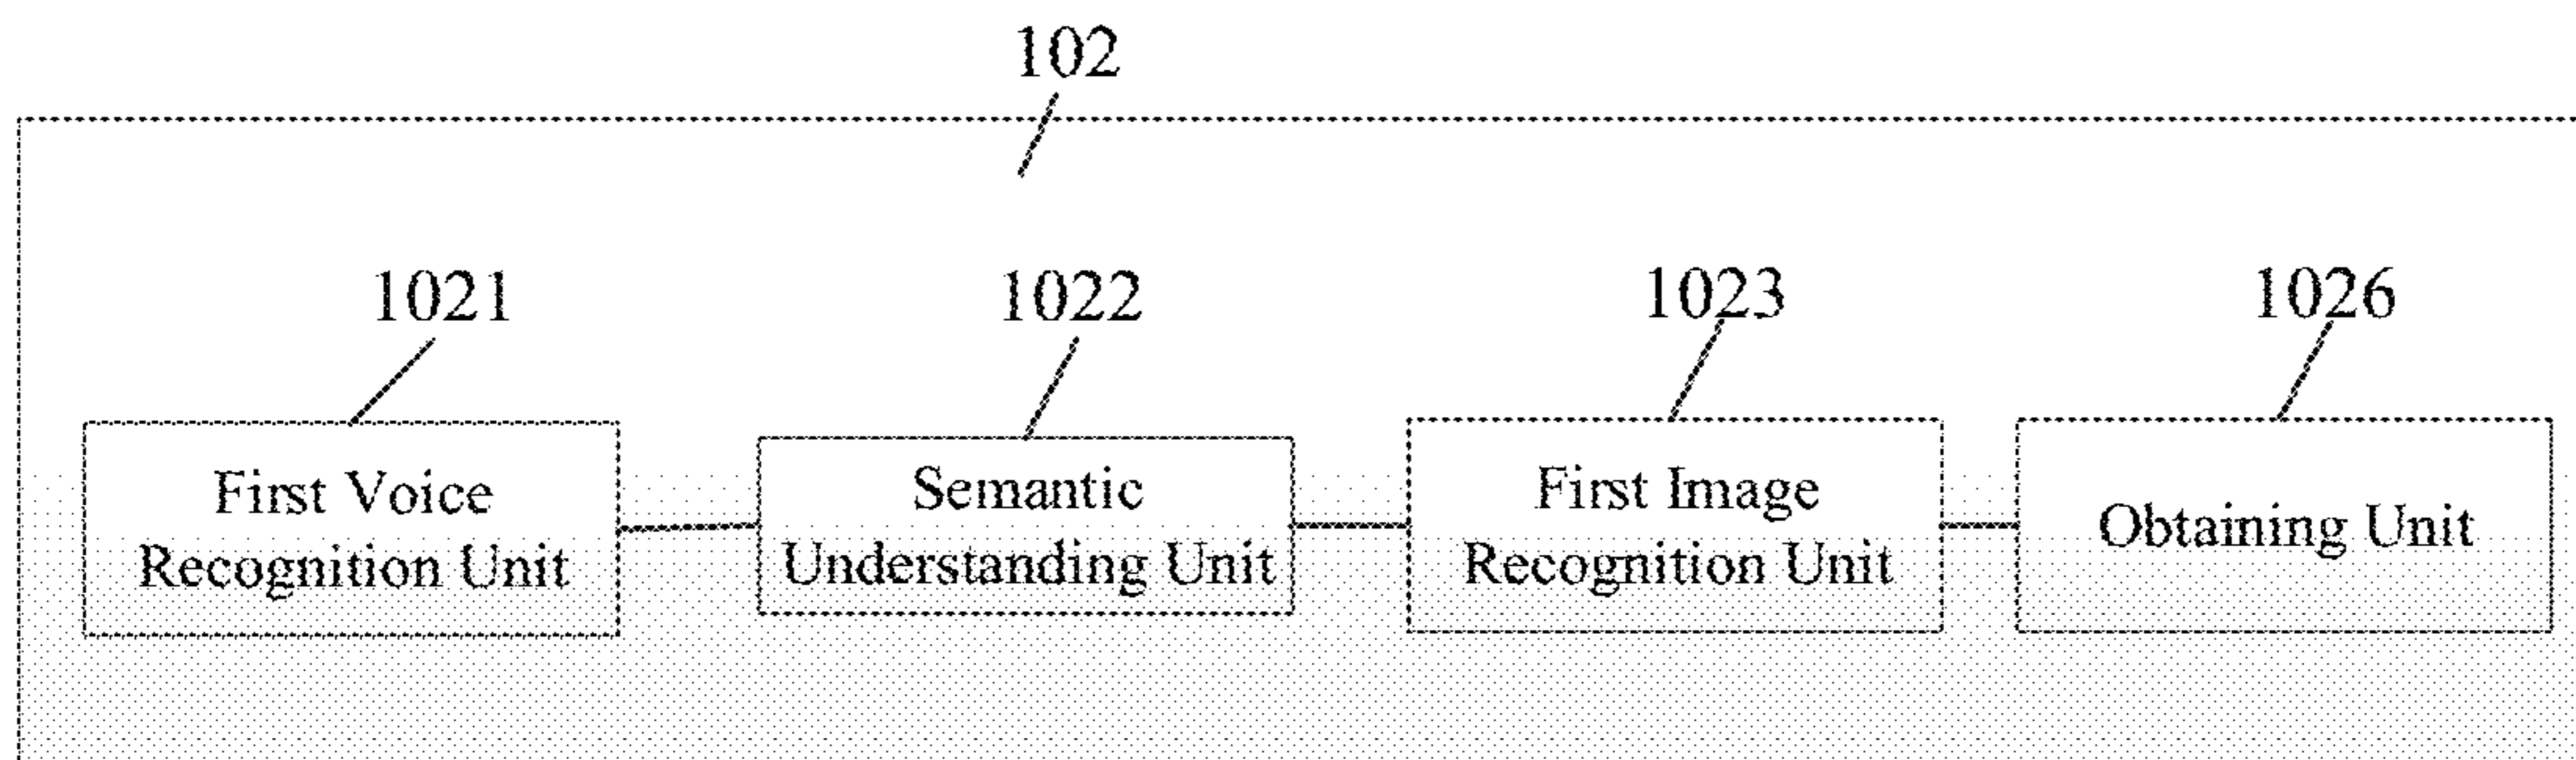 102
1021
1022
1023
1026
First Voice
Recognition Unit
Semantic
Understanding Unit
First Image
Recognition Unit
Obtaining Unit